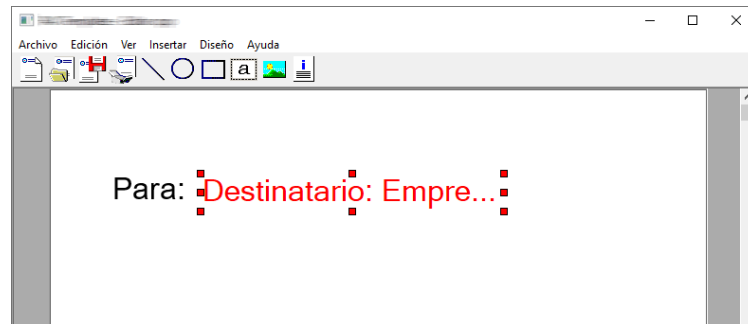 Archivo Edición Ver Insertar Diseño Ayuda
a
Para: Destinatario: Empre...